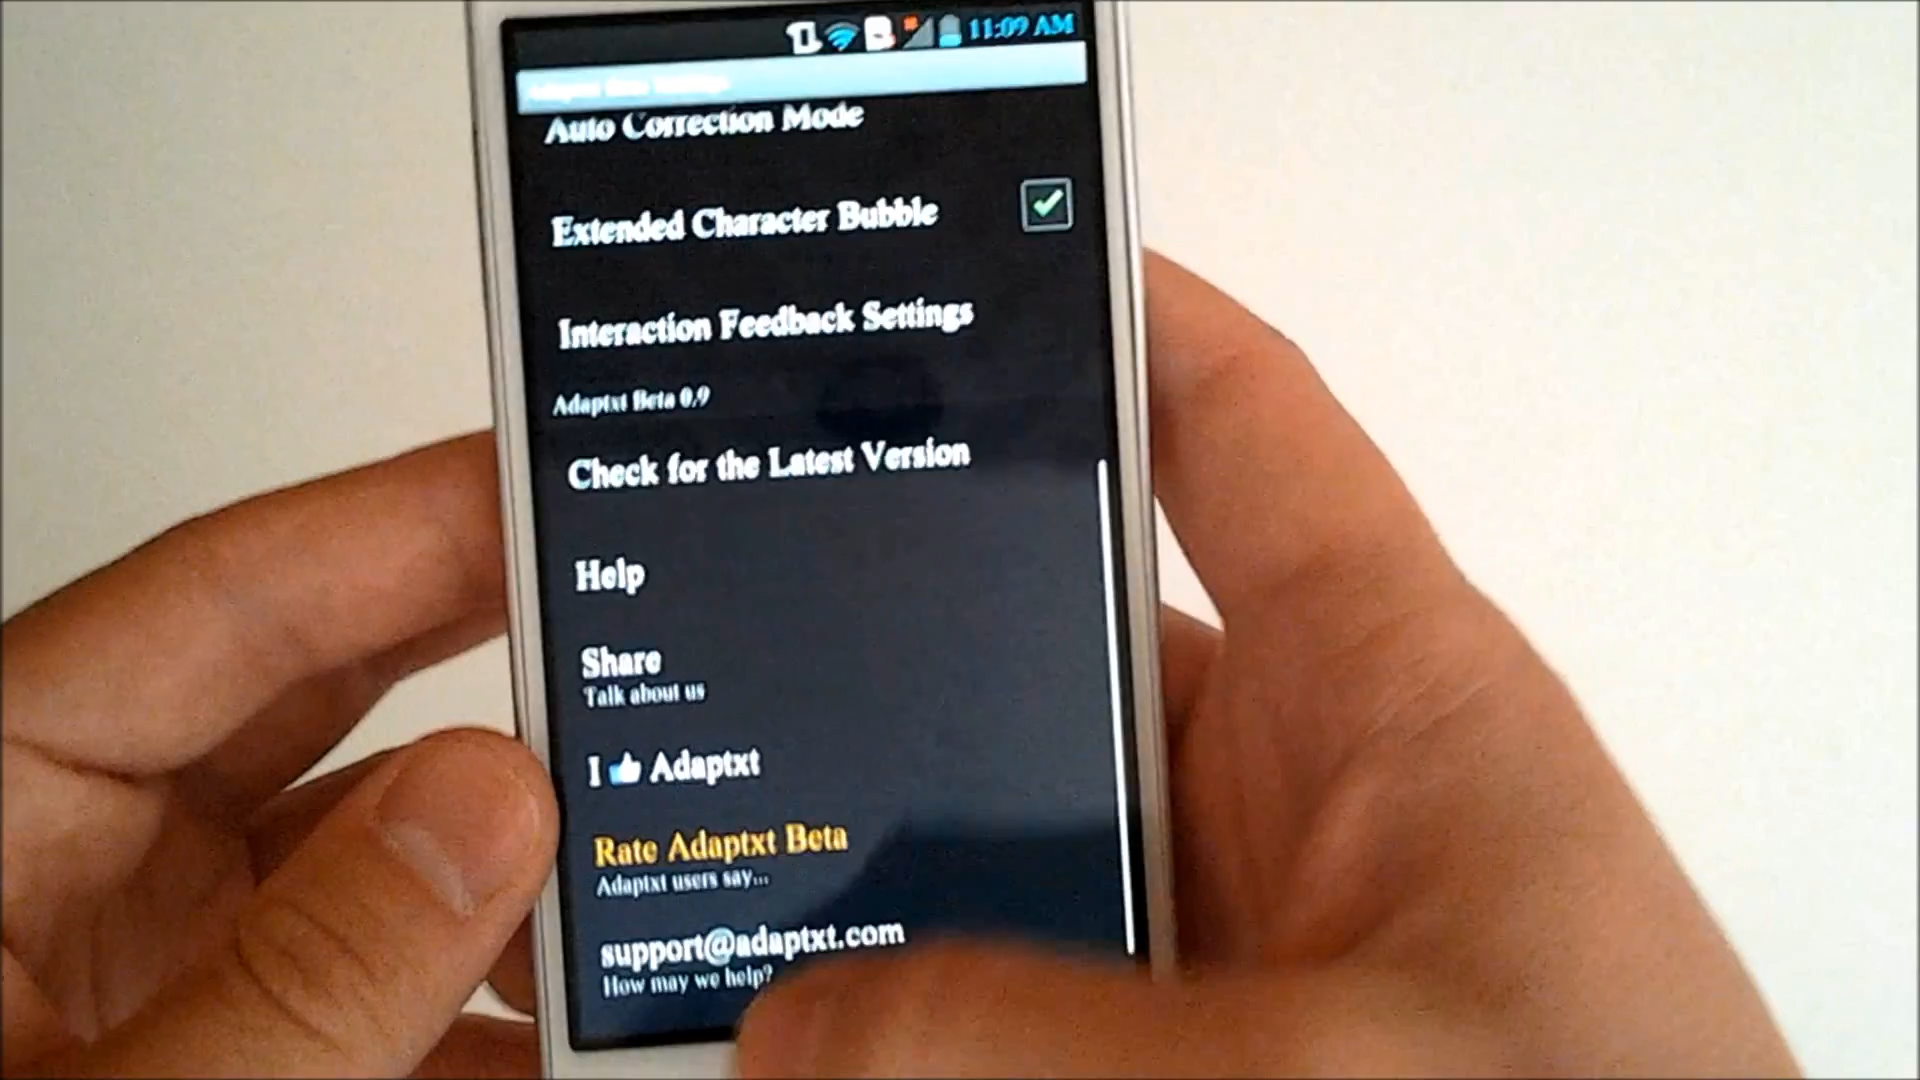 11:09 AM
Auto Correction Mode
Extended Character Bubble
Interaction Feedback Settings
Adaptxt Beta 0.9
Check for the Latest Version
Help
Share
Talk about us
I 👍 Adaptxt
Rate Adaptxt Beta
Adaptxt users say...
support@adaptxt.com
How may we help?